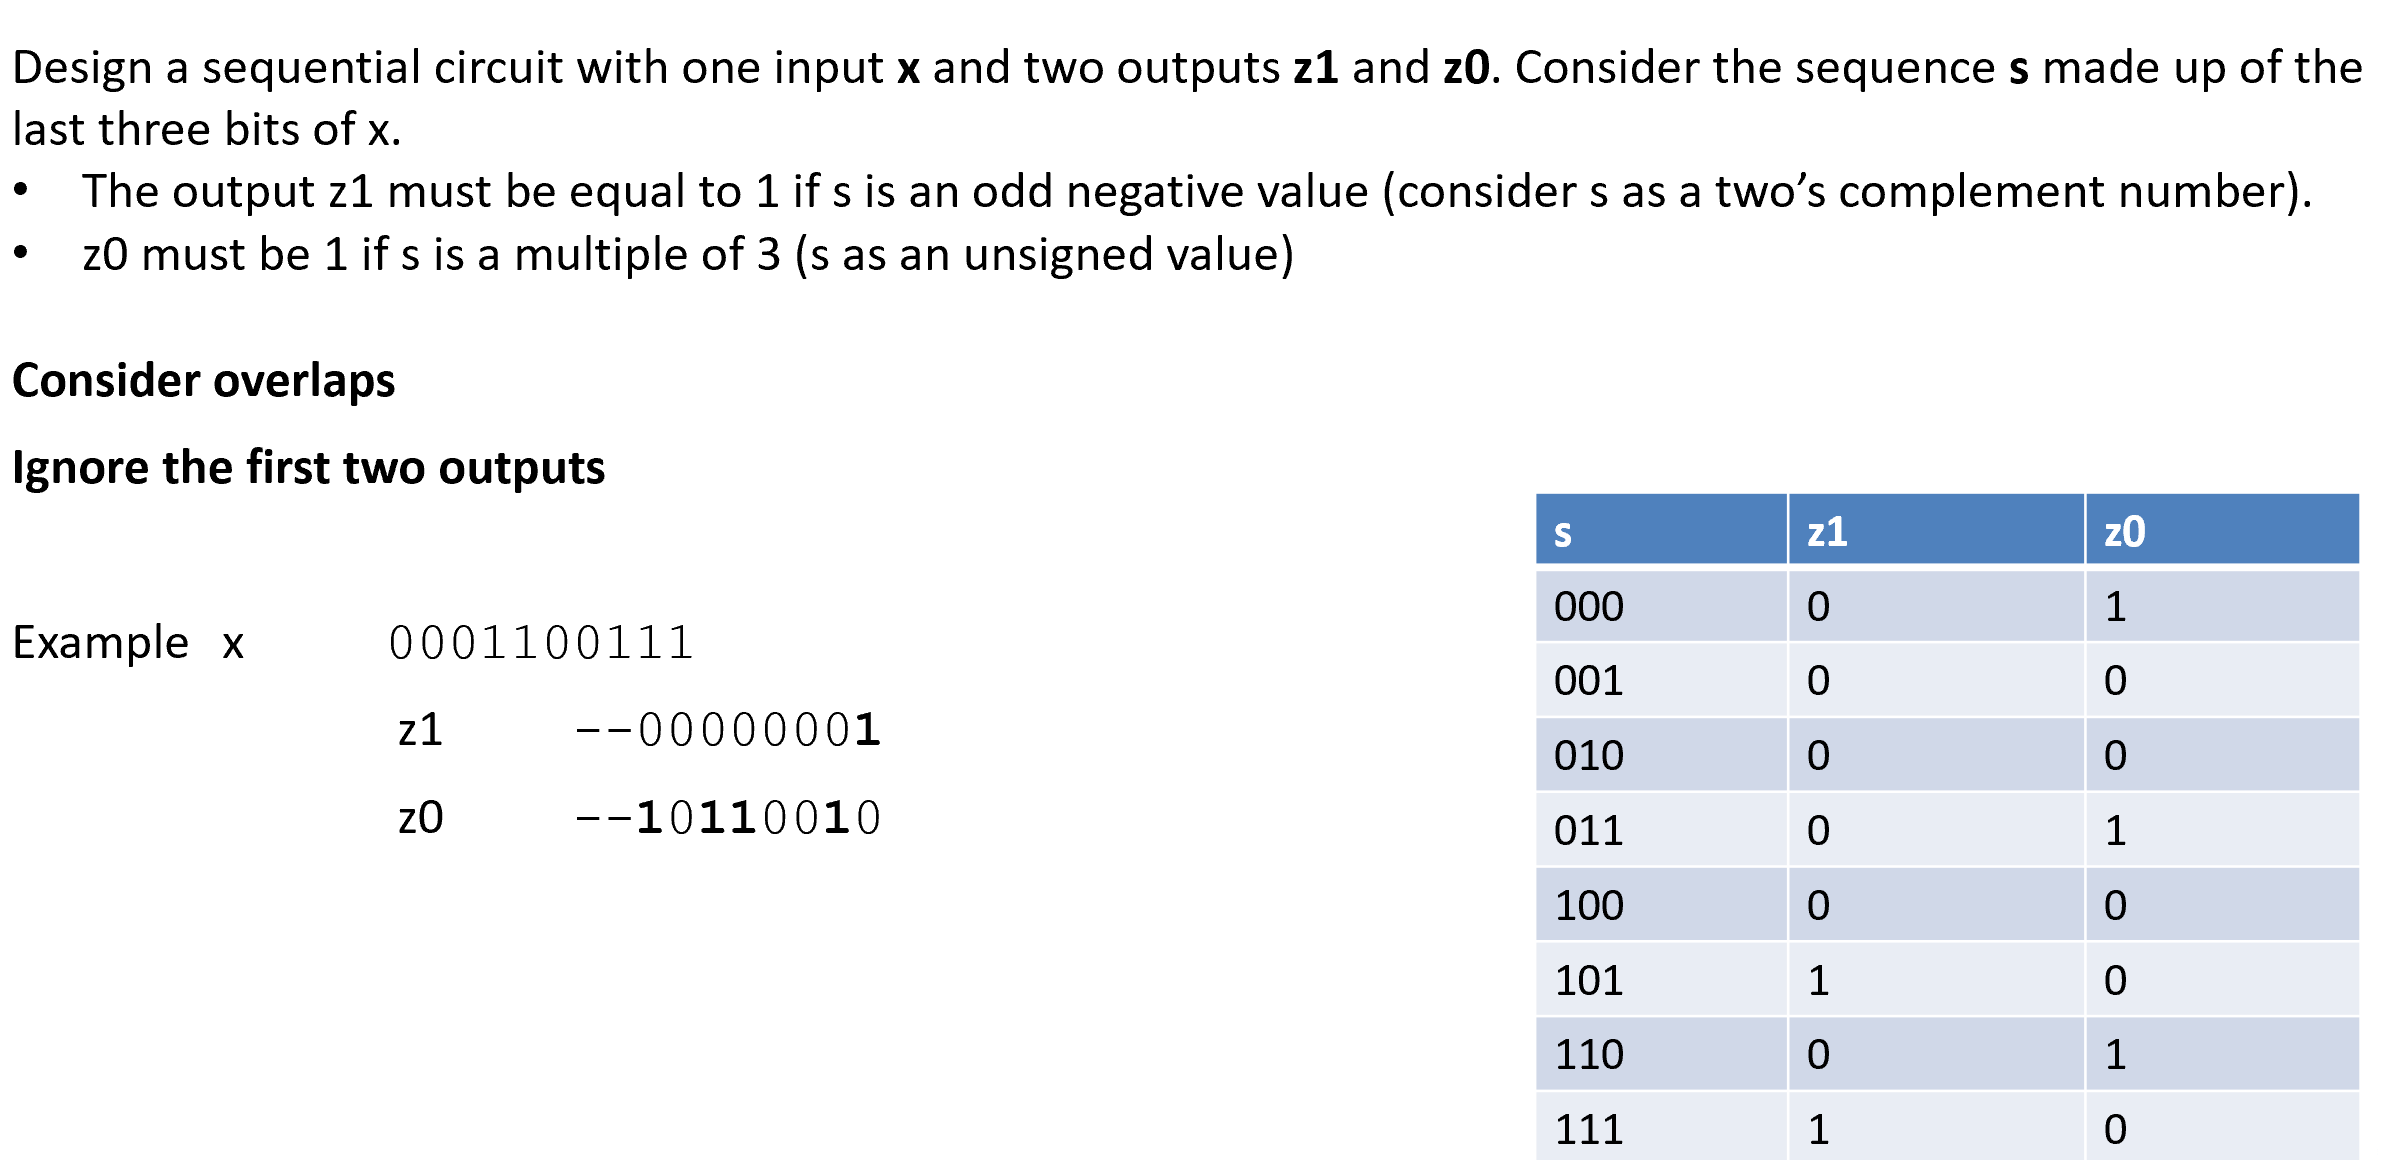 Design a sequential circuit with one input x and two outputs z1 and z0. Consider the sequence s made up of the
last three bits of x.
• The output z1 must be equal to 1 if s is an odd negative value (consider s as a two’s complement number).
• z0 must be 1 if s is a multiple of 3 (s as an unsigned value)
Consider overlaps
Ignore the first two outputs
Example x 0001100111
z1 --00000001
z0 --10110010
s z1 z0
000 0 1
001 0 0
010 0 0
011 0 1
100 0 0
101 1 0
110 0 1
111 1 0